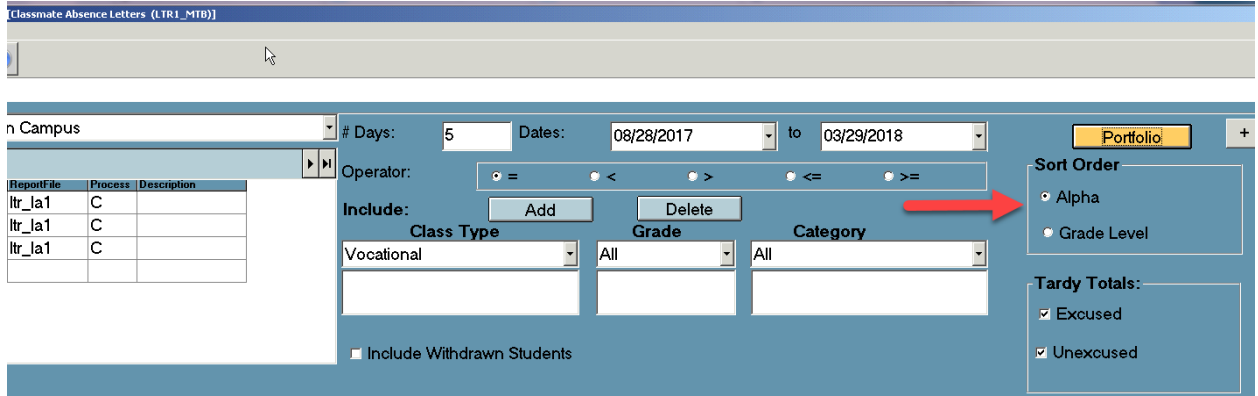 [Classmate Absence Letters (LTR1_MTB)]
n Campus
# Days: 5 Dates: 08/28/2017 to 03/29/2018 Portfolio +
Operator: = < > <= >= Sort Order
ReportFile Process Description
ltr_la1 C
ltr_la1 C
ltr_la1 C
Include: Add Delete Alpha
Class Type Grade Category Grade Level
Vocational All All
Tardy Totals:
Excused
Include Withdrawn Students Unexcused